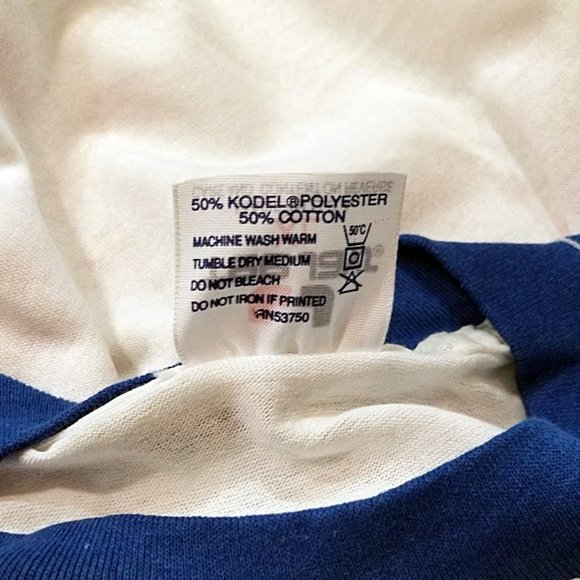 50% KODEL®POLYESTER
50% COTTON
MACHINE WASH WARM
50°C
TUMBLE DRY MEDIUM
DO NOT BLEACH
DO NOT IRON IF PRINTED
RN53750